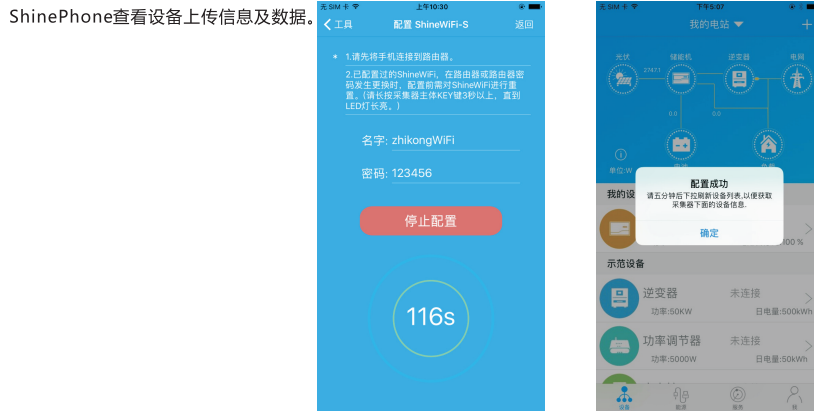 ShinePhone查看设备上传信息及数据。
无SIM卡 上午10:30
工具 配置 ShineWiFi-S 返回
* 1.请先将手机连接到路由器。
2.已配置过的ShineWiFi，在路由器或路由器密
码发生更换时，配置前需对ShineWiFi进行重
置。(请长按采集器主体KEY键3秒以上，直到
LED灯长亮。)
名字: zhikongWiFi
密码: 123456
停止配置
116s
无SIM卡 下午5:07
我的电站
光伏 储能机 逆变器 电网
2747.1
0.0 0.0
单位:W
配置成功
请五分钟后下拉刷新设备列表,以便获取
采集器下面的设备信息.
确定
我的设
100 %
示范设备
逆变器 未连接
功率:50KW 日电量:500kWh
功率调节器 未连接
功率:5000W 日电量:50kWh
设备 能源 服务 我